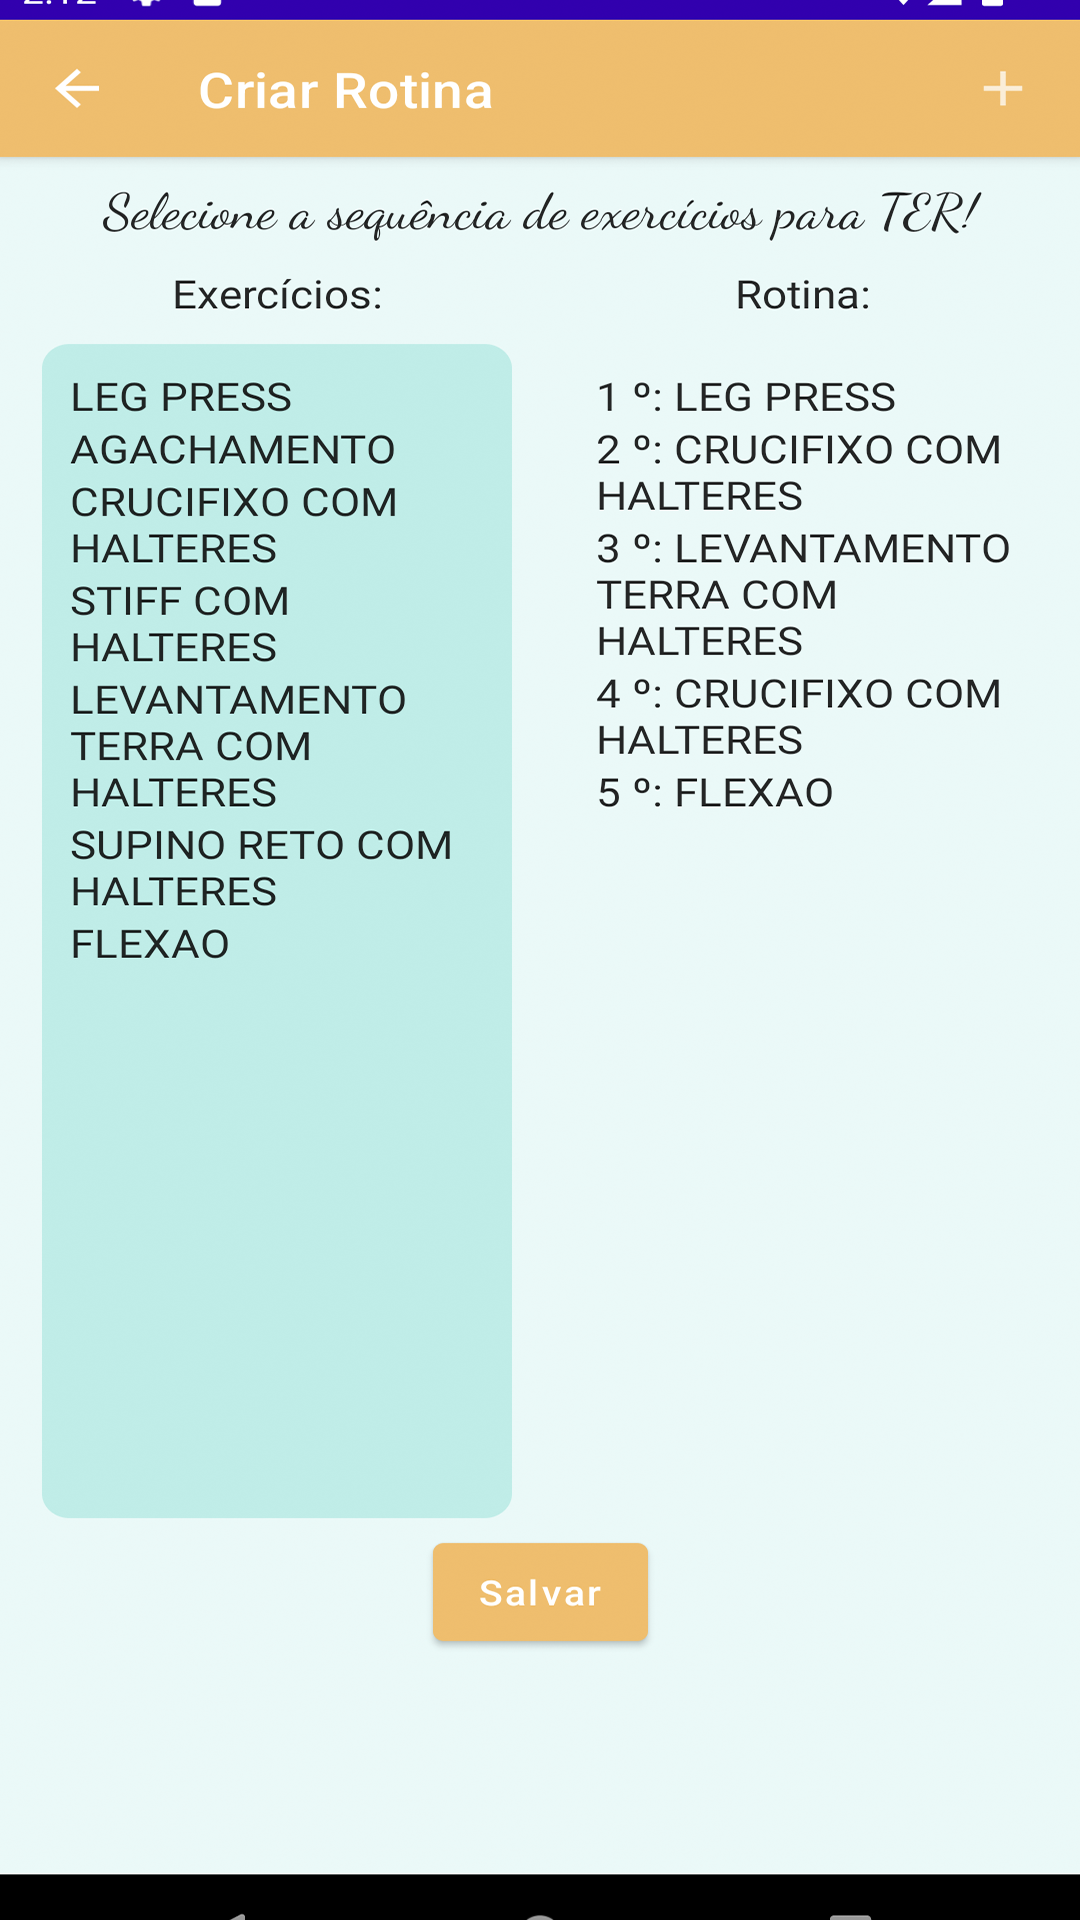 Criar Rotina
Selecione a sequência de exercícios para TER!
Exercícios:
LEG PRESS
AGACHAMENTO
CRUCIFIXO COM
HALTERES
STIFF COM
HALTERES
LEVANTAMENTO
TERRA COM
HALTERES
SUPINO RETO COM
HALTERES
FLEXAO
Rotina:
1 º: LEG PRESS
2 º: CRUCIFIXO COM
HALTERES
3 º: LEVANTAMENTO
TERRA COM
HALTERES
4 º: CRUCIFIXO COM
HALTERES
5 º: FLEXAO
Salvar